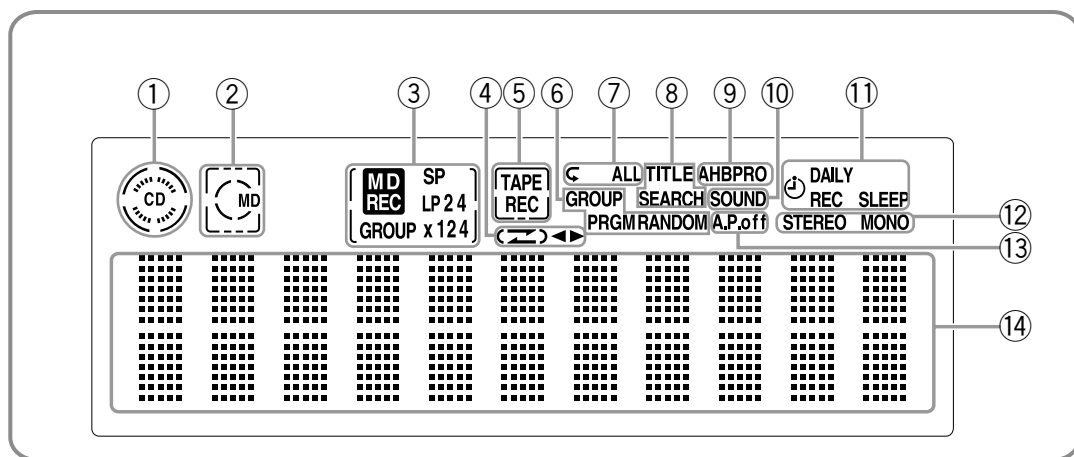 ① ② ③ ④ ⑤ ⑥ ⑦ ⑧ ⑨ ⑩ ⑪
CD
MD
MD REC SP
LP24
GROUP x124
TAPE
REC
ALL TITLE AHBPRO
GROUP SEARCH SOUND
PRGM RANDOM A.P.off
DAILY
REC SLEEP
STEREO MONO
⑫
⑬
⑭